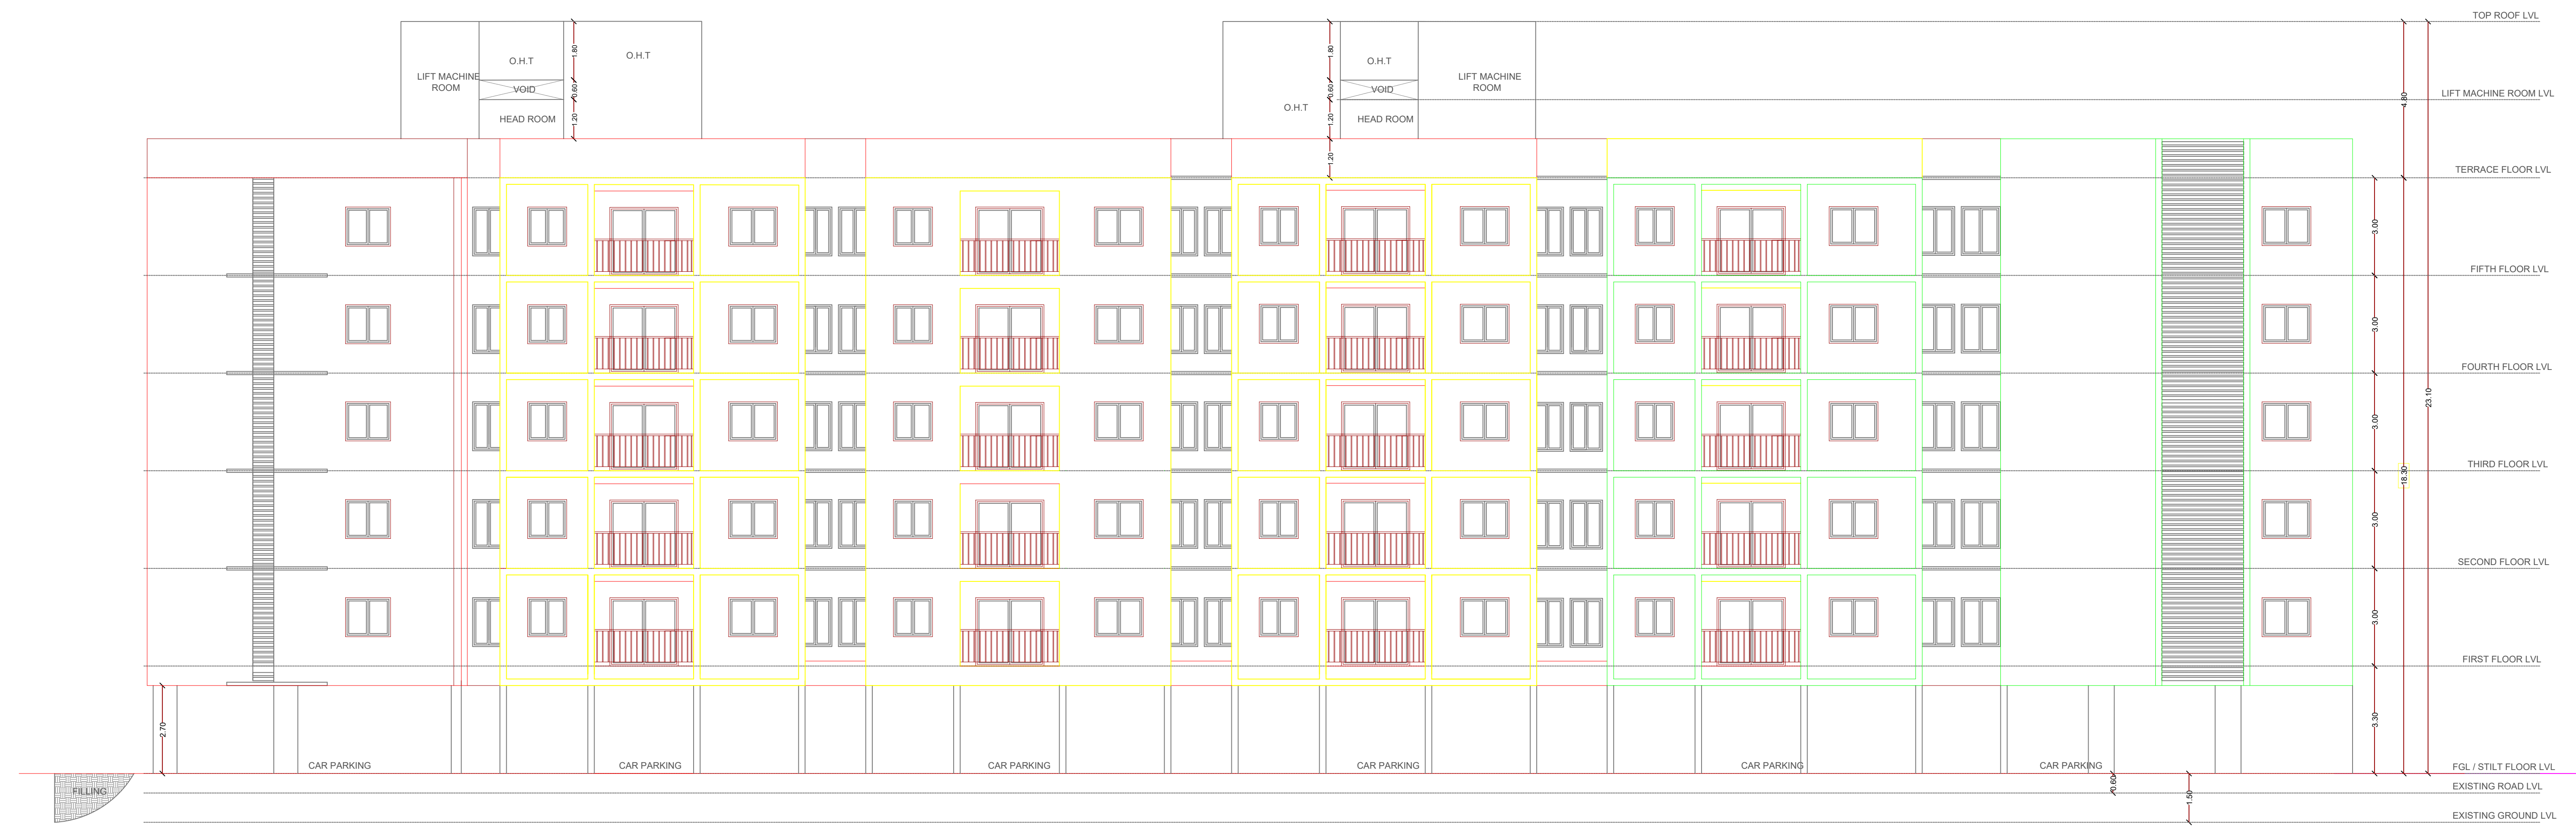 TOP ROOF LVL
O.H.T
O.H.T
1.80
LIFT MACHINE
ROOM
VOID
0.60
HEAD ROOM
1.20
O.H.T
1.80
O.H.T
LIFT MACHINE
ROOM
VOID
0.60
HEAD ROOM
1.20
1.20
LIFT MACHINE ROOM LVL
4.80
TERRACE FLOOR LVL
3.00
FIFTH FLOOR LVL
3.00
FOURTH FLOOR LVL
23.10
3.00
THIRD FLOOR LVL
18.30
3.00
SECOND FLOOR LVL
3.00
FIRST FLOOR LVL
3.30
2.70
CAR PARKING
CAR PARKING
CAR PARKING
CAR PARKING
CAR PARKING
CAR PARKING
FGL / STILT FLOOR LVL
FILLING
0.60
EXISTING ROAD LVL
1.50
EXISTING GROUND LVL